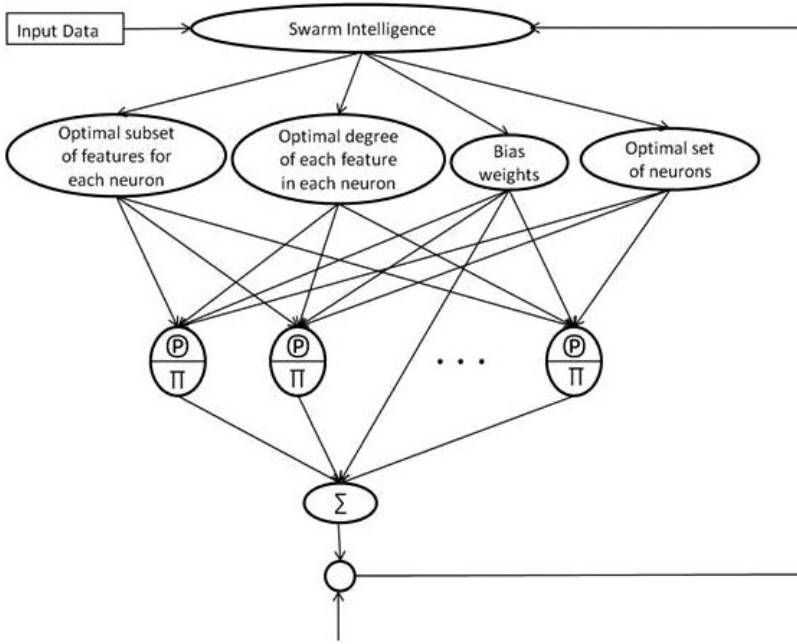 Input Data
Swarm Intelligence
Optimal subset
of features for
each neuron
Optimal degree
of each feature
in each neuron
Bias
weights
Optimal set
of neurons
Ⓟ
Π
Ⓟ
Π
. . .
Ⓟ
Π
Σ